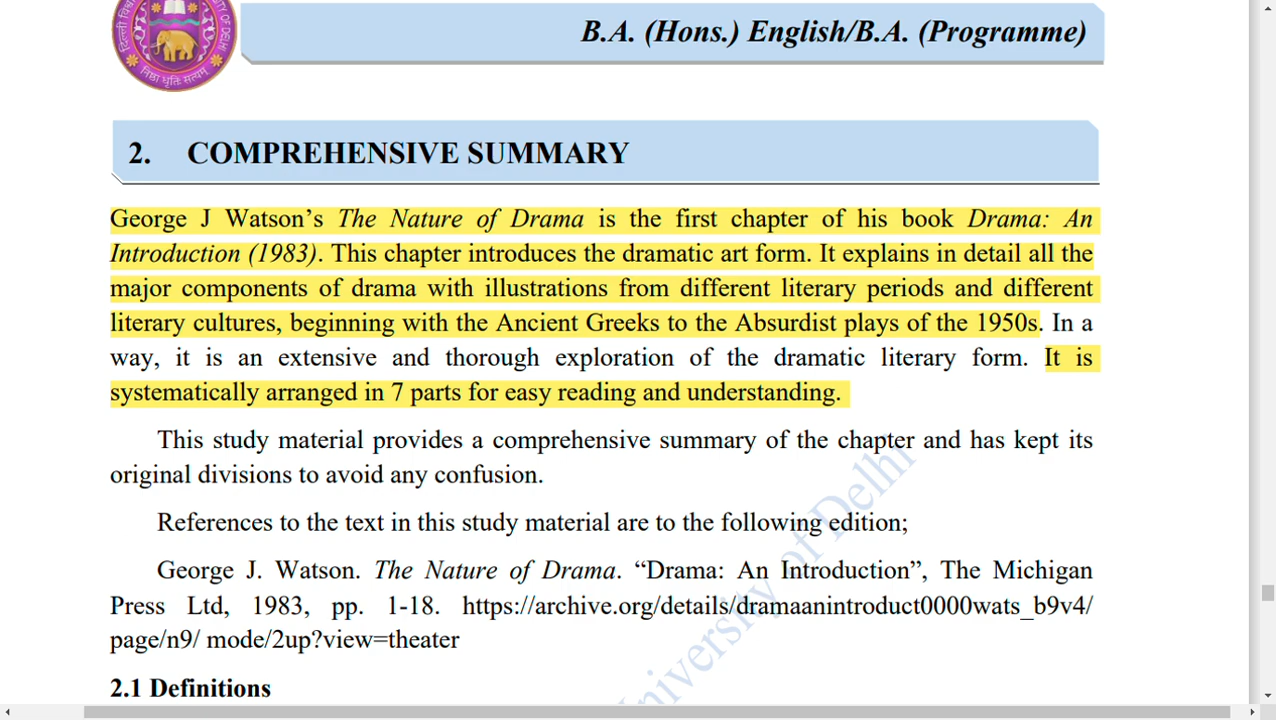 B.A. (Hons.) English/B.A. (Programme)
2. COMPREHENSIVE SUMMARY
George J Watson’s The Nature of Drama is the first chapter of his book Drama: An
Introduction (1983). This chapter introduces the dramatic art form. It explains in detail all the
major components of drama with illustrations from different literary periods and different
literary cultures, beginning with the Ancient Greeks to the Absurdist plays of the 1950s. In a
way, it is an extensive and thorough exploration of the dramatic literary form. It is
systematically arranged in 7 parts for easy reading and understanding.
This study material provides a comprehensive summary of the chapter and has kept its
original divisions to avoid any confusion.
References to the text in this study material are to the following edition;
George J. Watson. The Nature of Drama. “Drama: An Introduction”, The Michigan
Press Ltd, 1983, pp. 1-18. https://archive.org/details/dramaanintroduct0000wats_b9v4/
page/n9/ mode/2up?view=theater
2.1 Definitions
of Delhi